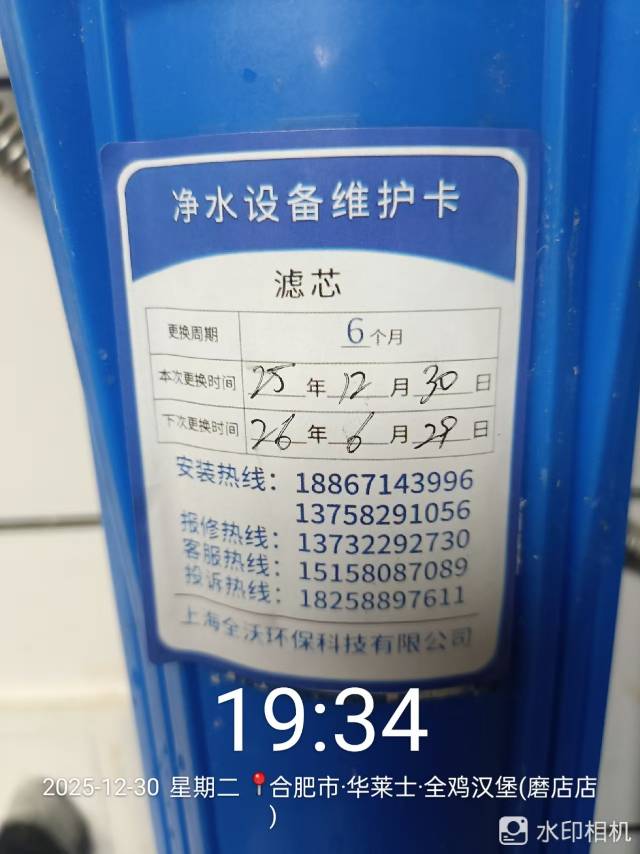 净水设备维护卡
滤芯
更换周期 6个月
本次更换时间 25年12月30日
下次更换时间 26年6月29日
安装热线：18867143996
13758291056
报修热线：13732292730
客服热线：15158087089
投诉热线：18258897611
上海全沃环保科技有限公司
19:34
2025-12-30 星期二 合肥市·华莱士·全鸡汉堡(磨店店
)
水印相机